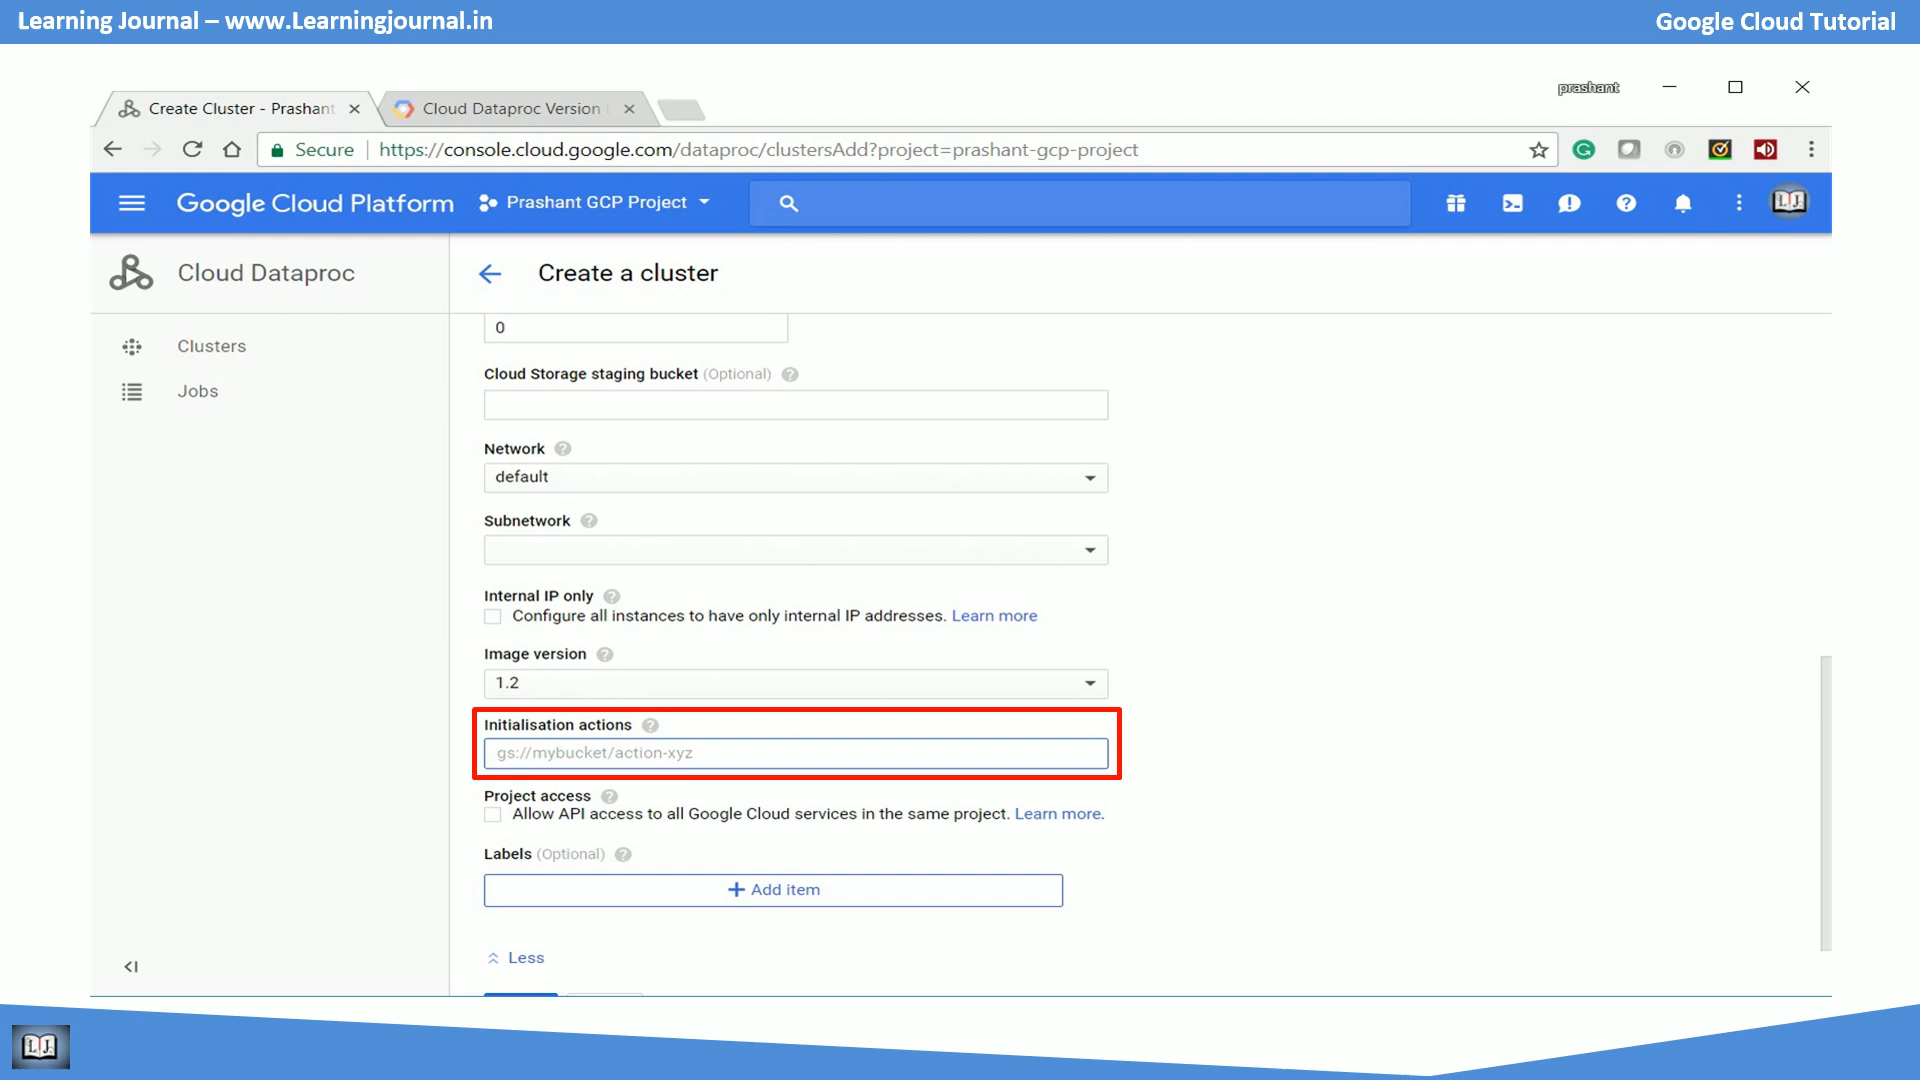 Learning Journal – www.Learningjournal.in
Google Cloud Tutorial
prashant
Create Cluster - Prashant
Cloud Dataproc Version
Secure https://console.cloud.google.com/dataproc/clustersAdd?project=prashant-gcp-project
Google Cloud Platform Prashant GCP Project
Cloud Dataproc
Create a cluster
Clusters
Jobs
0
Cloud Storage staging bucket (Optional)
Network
default
Subnetwork
Internal IP only
Configure all instances to have only internal IP addresses. Learn more
Image version
1.2
Initialisation actions
gs://mybucket/action-xyz
Project access
Allow API access to all Google Cloud services in the same project. Learn more.
Labels (Optional)
+ Add item
Less
LJ